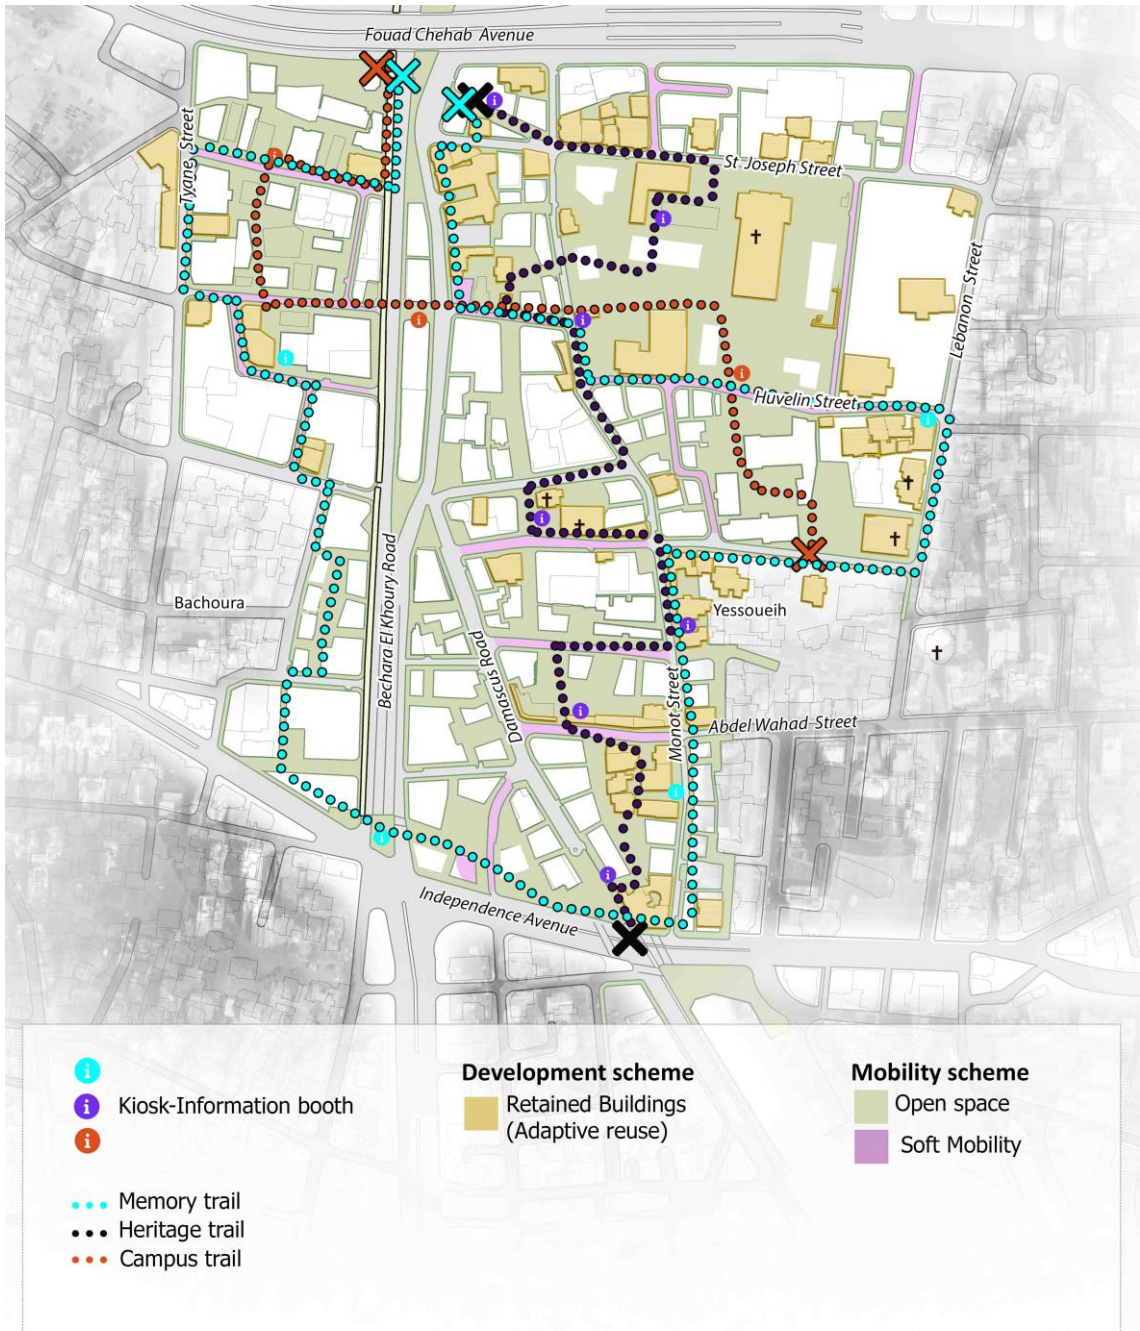 Fouad Chehab Avenue
Tyane Street
St Joseph Street
Lebanon Street
Huvelin Street
Bachoura
Bechara El Khoury Road
Yessoueih
Damascus Road
Monot Street
Abdel Wahad Street
Independence Avenue
i
i Kiosk-Information booth
i
Memory trail
Heritage trail
Campus trail
Development scheme
Retained Buildings
(Adaptive reuse)
Mobility scheme
Open space
Soft Mobility